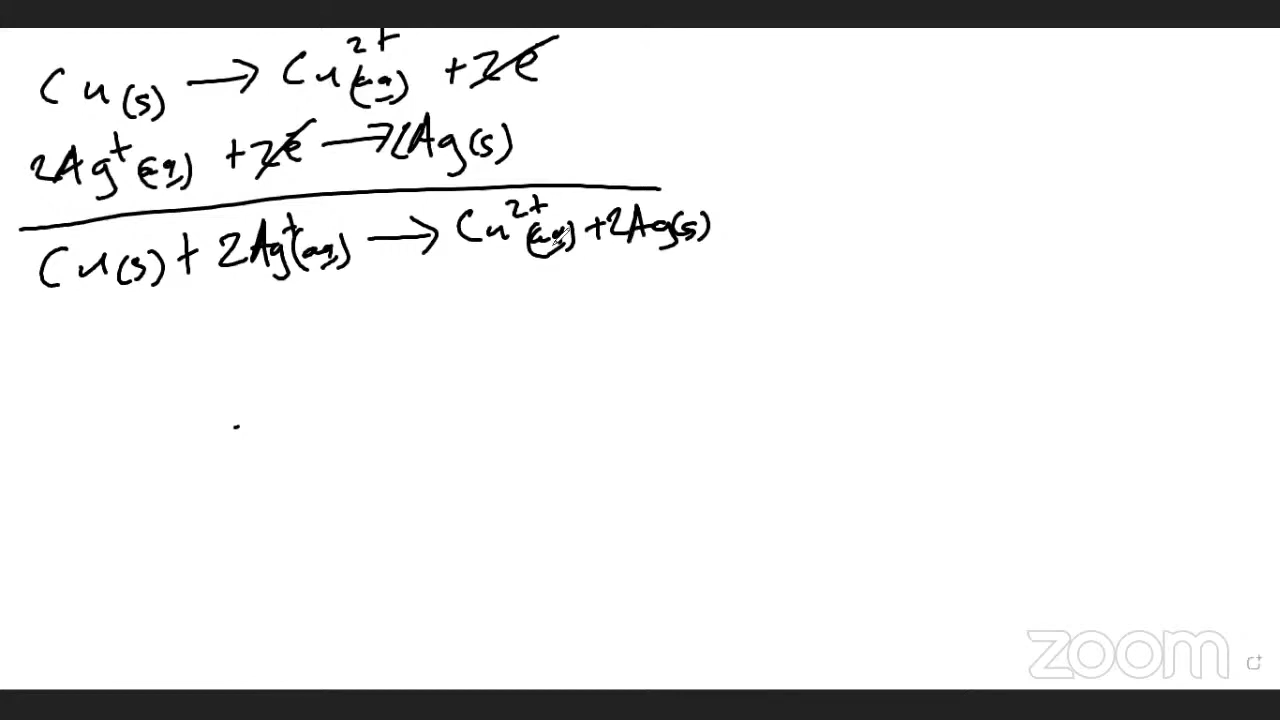 Cu(s) → Cu²⁺(aq) + 2e
2Ag⁺(aq) + 2e → 2Ag(s)
Cu(s) + 2Ag⁺(aq) → Cu²⁺(aq) + 2Ag(s)
zoom